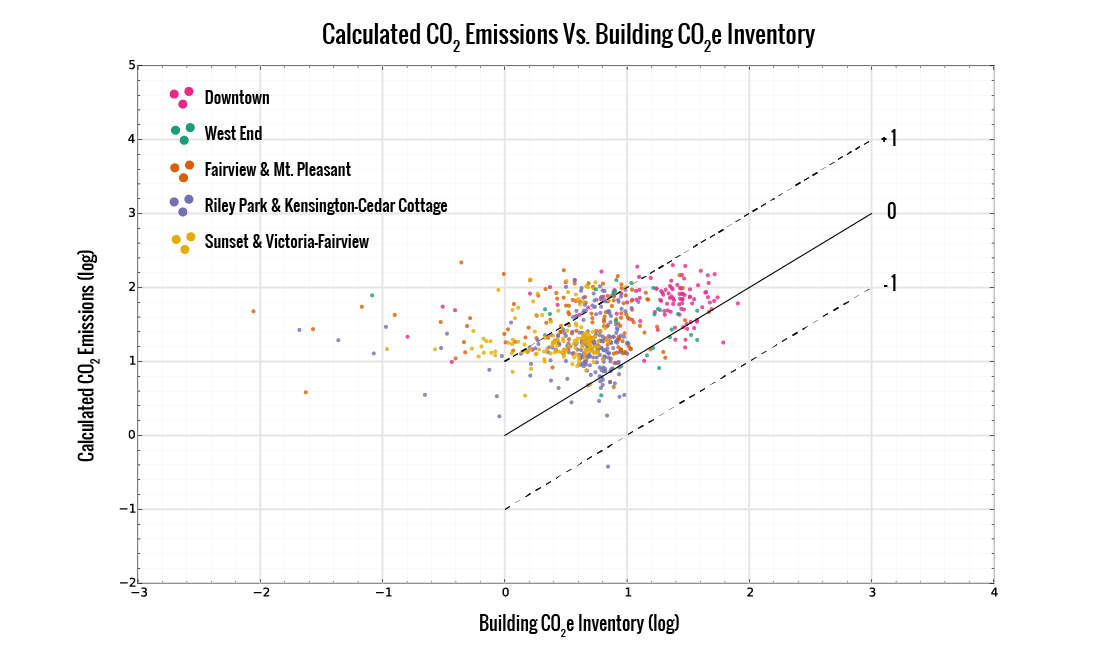 Calculated CO₂ Emissions Vs. Building CO₂e Inventory
5
4
3
2
1
0
−1
−2
Calculated CO₂ Emissions (log)
Downtown
West End
Fairview & Mt. Pleasant
Riley Park & Kensington-Cedar Cottage
Sunset & Victoria-Fairview
+1
0
-1
−3 −2 −1 0 1 2 3 4
Building CO₂e Inventory (log)